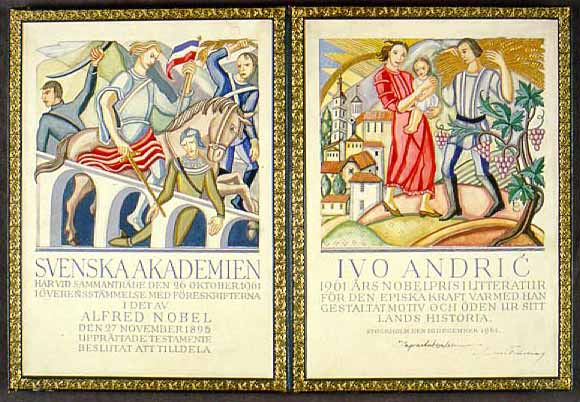 SVENSKA AKADEMIEN
HAR VID SAMMANTRÄDE DEN 26 OKTOBER 1961
I ÖVERENSSTÄMMELSE MED FÖRESKRIFTERNA
I DET AV
ALFRED NOBEL
DEN 27 NOVEMBER 1895
UPPRÄTTADE TESTAMENTE
BESLUTAT ATT TILLDELA
IVO ANDRIĆ
1961 ÅRS NOBELPRIS I LITTERATUR
FÖR DEN EPISKA KRAFT VARMED HAN
GESTALTAT MOTIV OCH ÖDEN UR SITT
LANDS HISTORIA.
STOCKHOLM DEN 10 DECEMBER 1961.